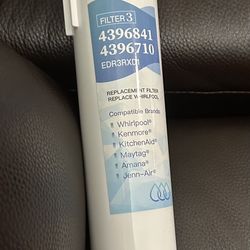 FILTER 3
4396841
4396710
EDR3RXD1
REPLACEMENT FILTER
REPLACE WHIRLPOOL
Compatible Brands
Whirlpool®
Kenmore®
KitchenAid®
Maytag®
Amana®
Jenn-Air®